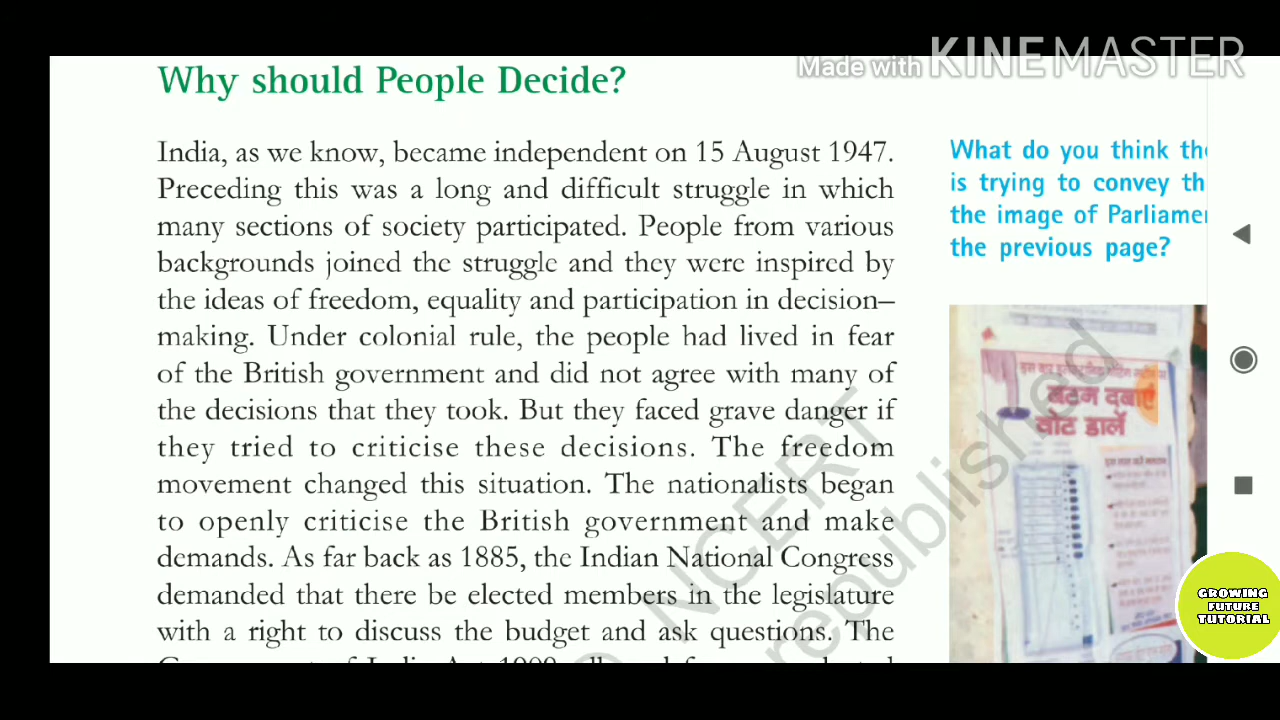 Made with KINEMASTER
Why should People Decide?
India, as we know, became independent on 15 August 1947.
Preceding this was a long and difficult struggle in which
many sections of society participated. People from various
backgrounds joined the struggle and they were inspired by
the ideas of freedom, equality and participation in decision–
making. Under colonial rule, the people had lived in fear
of the British government and did not agree with many of
the decisions that they took. But they faced grave danger if
they tried to criticise these decisions. The freedom
movement changed this situation. The nationalists began
to openly criticise the British government and make
demands. As far back as 1885, the Indian National Congress
demanded that there be elected members in the legislature
with a right to discuss the budget and ask questions. The
What do you think the
is trying to convey th
the image of Parliamen
the previous page?
बटन दबाएं
वोट डालें
© NCERT
republished
GROWING
FUTURE
TUTORIAL